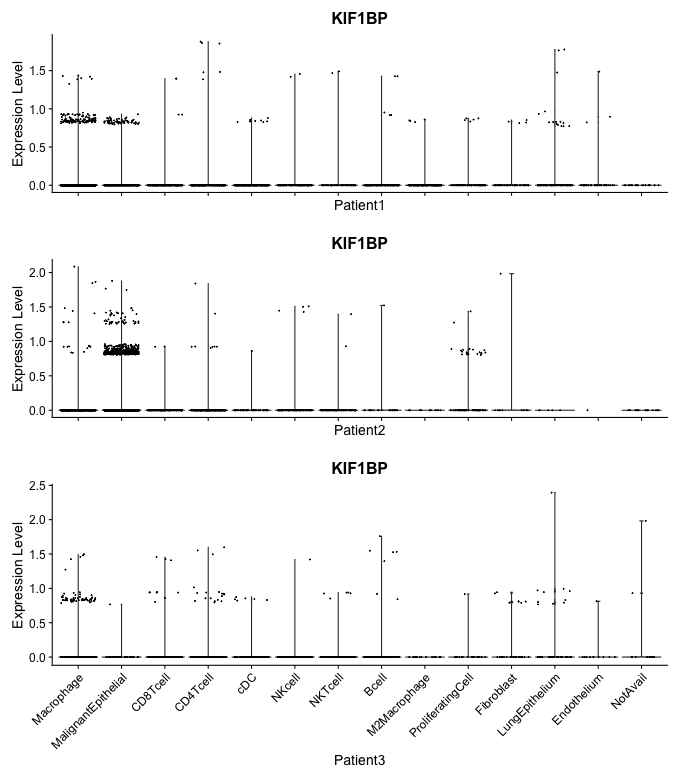 KIF1BP
Expression Level
1.5
1.0
0.5
0.0
Patient1
KIF1BP
Expression Level
2.0
1.5
1.0
0.5
0.0
Patient2
KIF1BP
Expression Level
2.5
2.0
1.5
1.0
0.5
0.0
Macrophage
MalignantEpithelial
CD8Tcell
CD4Tcell
cDC
NKcell
NKTcell
Bcell
M2Macrophage
ProliferatingCell
Fibroblast
LungEpithelium
Endothelium
NotAvail
Patient3